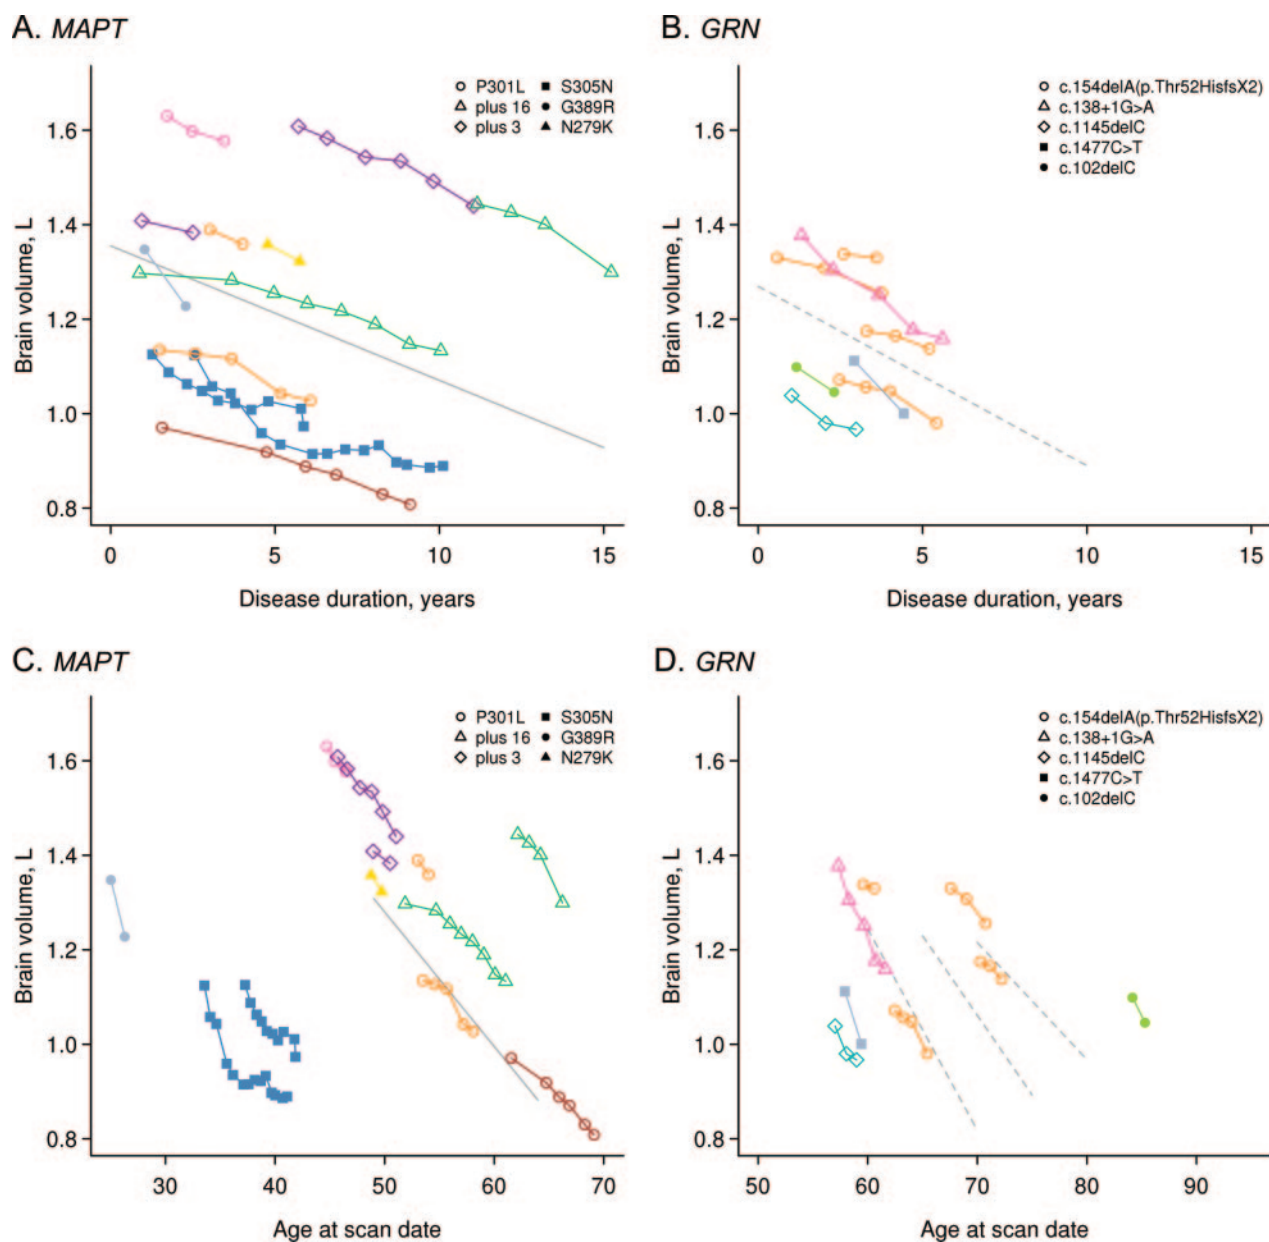 A. MAPT
B. GRN
P301L
plus 16
plus 3
S305N
G389R
N279K
c.154delA(p.Thr52HisfsX2)
c.138+1G>A
c.1145delC
c.1477C>T
c.102delC
Brain volume, L
1.6
1.4
1.2
1.0
0.8
0 5 10 15
Disease duration, years
Brain volume, L
1.6
1.4
1.2
1.0
0.8
0 5 10 15
Disease duration, years
C. MAPT
D. GRN
P301L
plus 16
plus 3
S305N
G389R
N279K
c.154delA(p.Thr52HisfsX2)
c.138+1G>A
c.1145delC
c.1477C>T
c.102delC
Brain volume, L
1.6
1.4
1.2
1.0
0.8
30 40 50 60 70
Age at scan date
Brain volume, L
1.6
1.4
1.2
1.0
0.8
50 60 70 80 90
Age at scan date